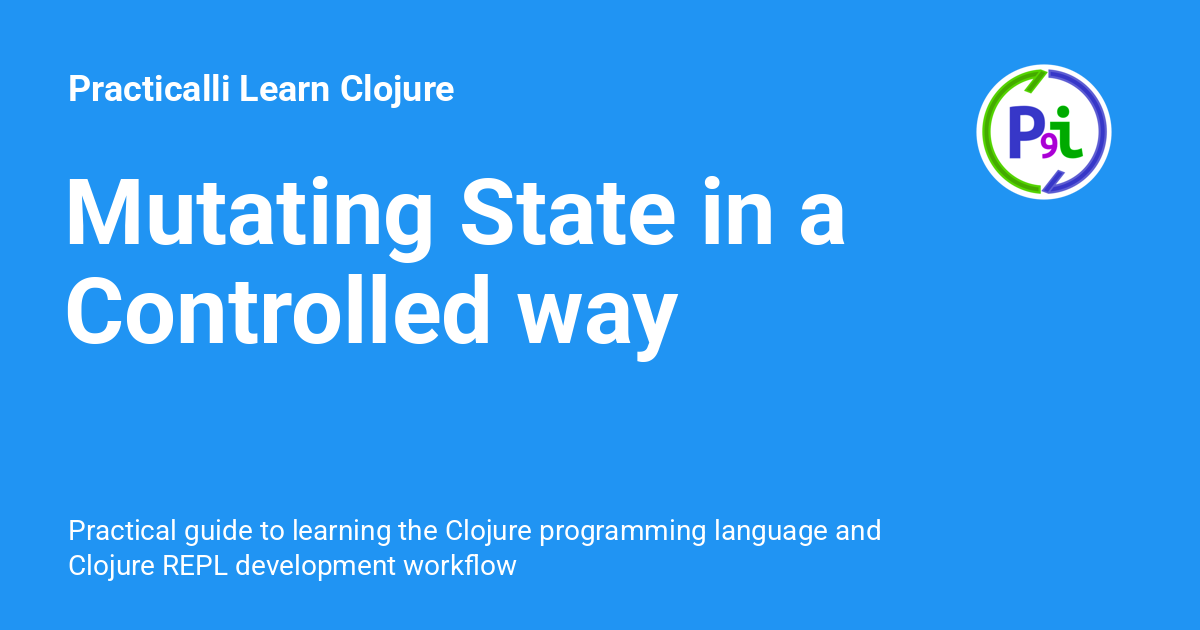 Practicalli Learn Clojure
P9i
Mutating State in a
Controlled way
Practical guide to learning the Clojure programming language and
Clojure REPL development workflow